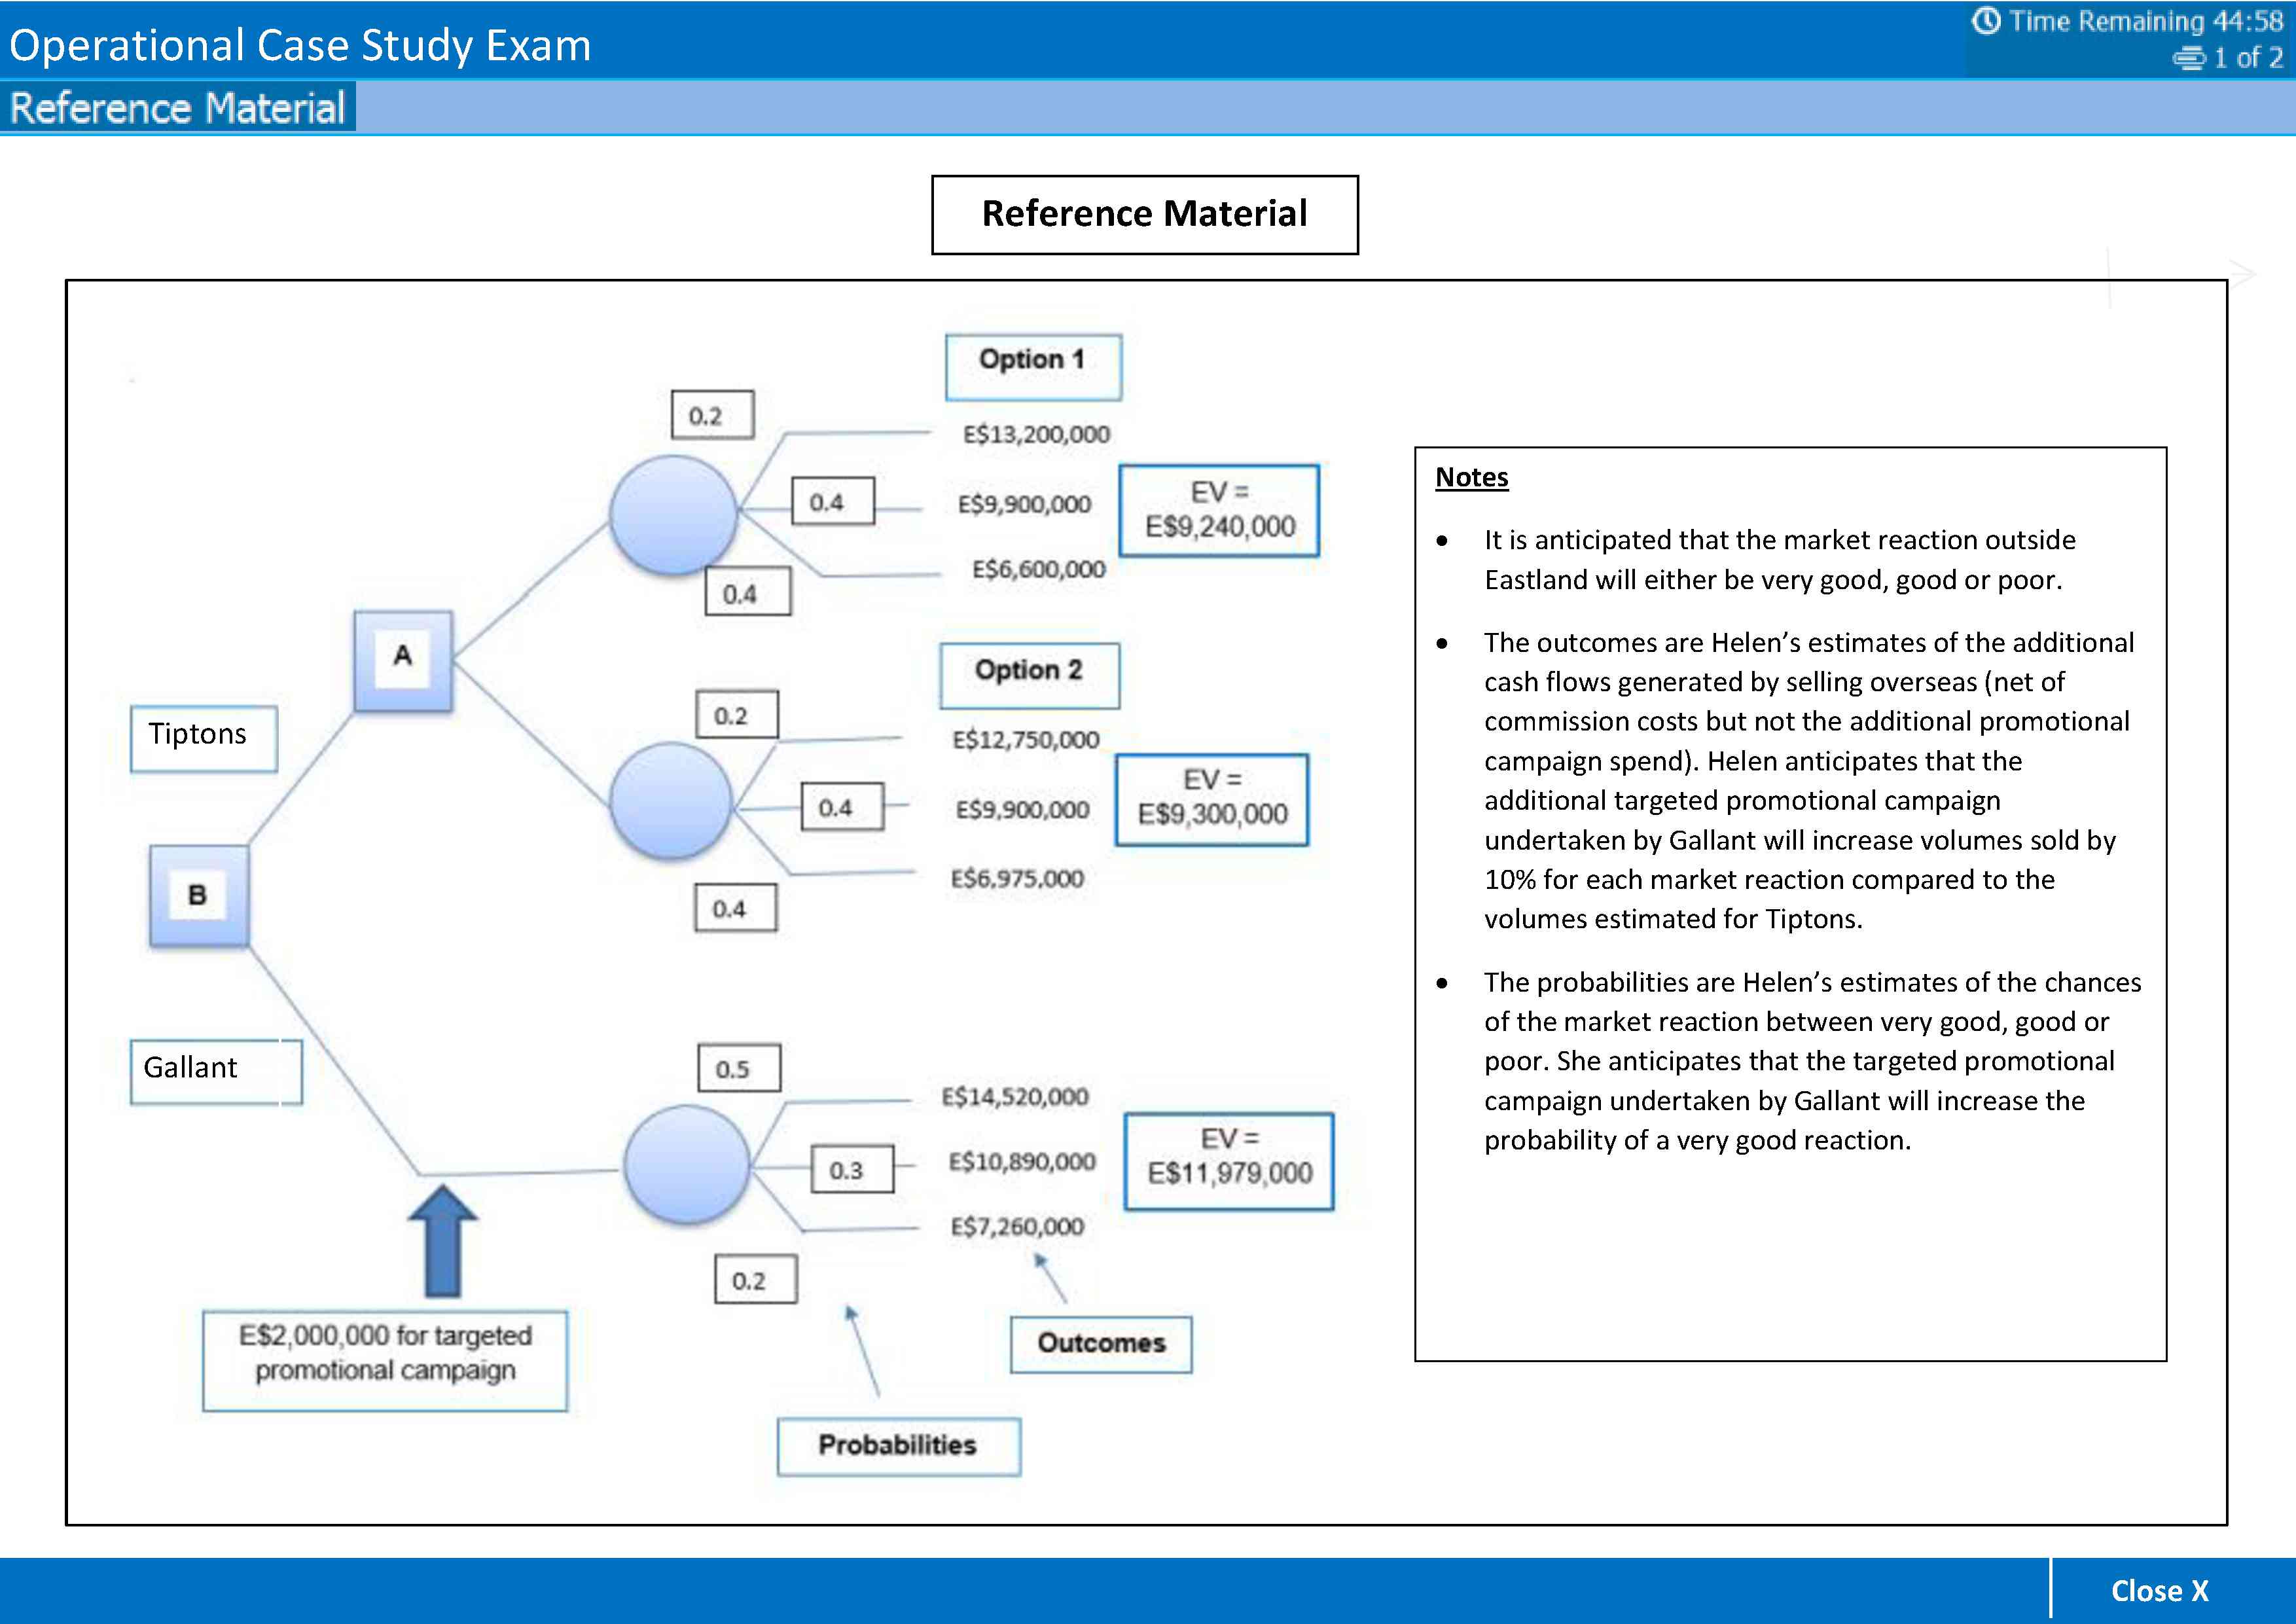 Operational Case Study Exam
Time Remaining 44:58
1 of 2
Reference Material
Reference Material
Option 1
0.2
E$13,200,000
0.4
E$9,900,000
EV =
E$9,240,000
E$6,600,000
0.4
A
Option 2
0.2
Tiptons
E$12,750,000
0.4
E$9,900,000
EV =
E$9,300,000
E$6,975,000
B
0.4
Gallant
0.5
E$14,520,000
0.3
E$10,890,000
EV =
E$11,979,000
E$7,260,000
0.2
E$2,000,000 for targeted
promotional campaign
Outcomes
Probabilities
Notes
• It is anticipated that the market reaction outside
Eastland will either be very good, good or poor.
• The outcomes are Helen’s estimates of the additional
cash flows generated by selling overseas (net of
commission costs but not the additional promotional
campaign spend). Helen anticipates that the
additional targeted promotional campaign
undertaken by Gallant will increase volumes sold by
10% for each market reaction compared to the
volumes estimated for Tiptons.
• The probabilities are Helen’s estimates of the chances
of the market reaction between very good, good or
poor. She anticipates that the targeted promotional
campaign undertaken by Gallant will increase the
probability of a very good reaction.
Close X